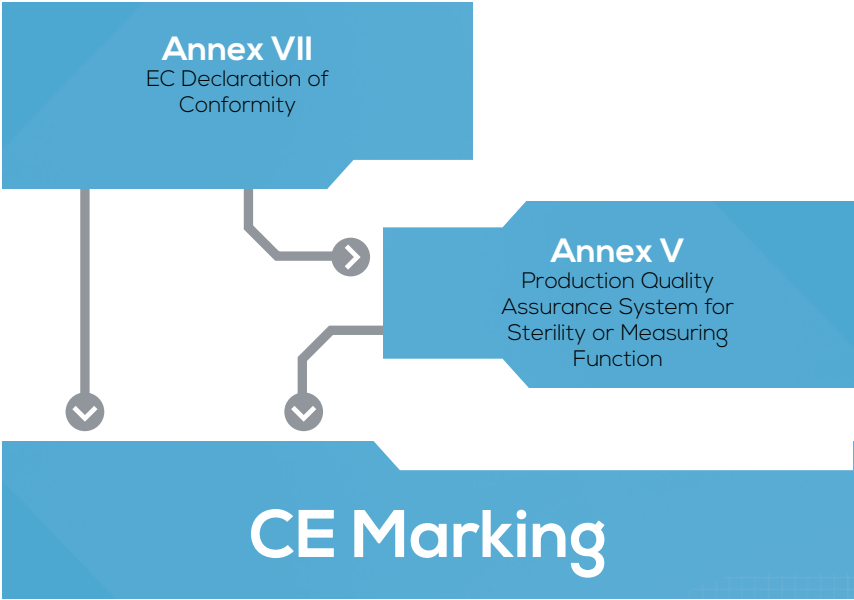 Annex VII
EC Declaration of
Conformity
Annex V
Production Quality
Assurance System for
Sterility or Measuring
Function
CE Marking